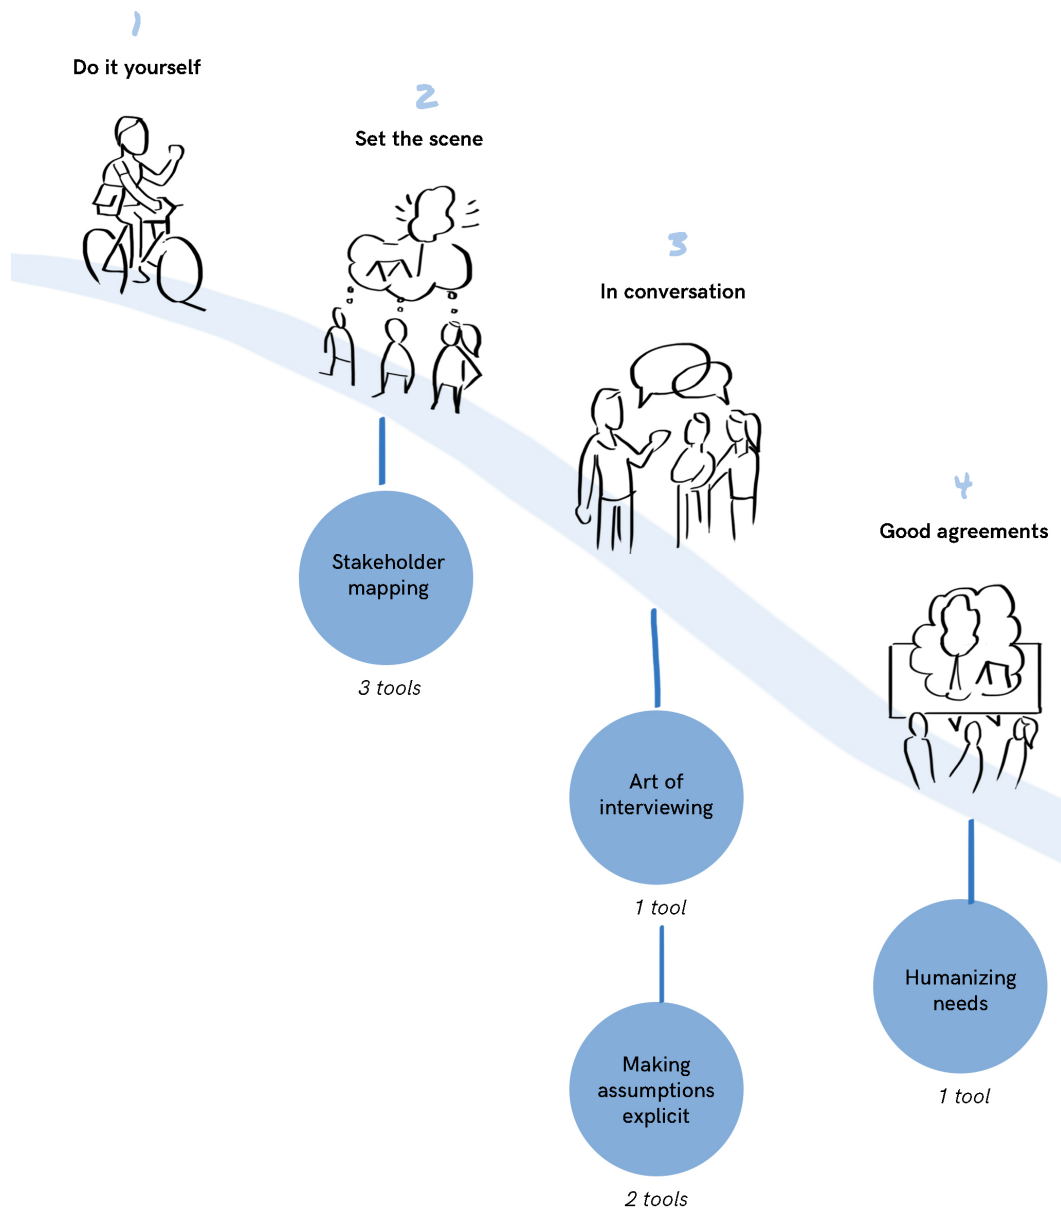 1
Do it yourself
2
Set the scene
3
In conversation
4
Good agreements
Stakeholder
mapping
3 tools
Art of
interviewing
1 tool
Making
assumptions
explicit
2 tools
Humanizing
needs
1 tool